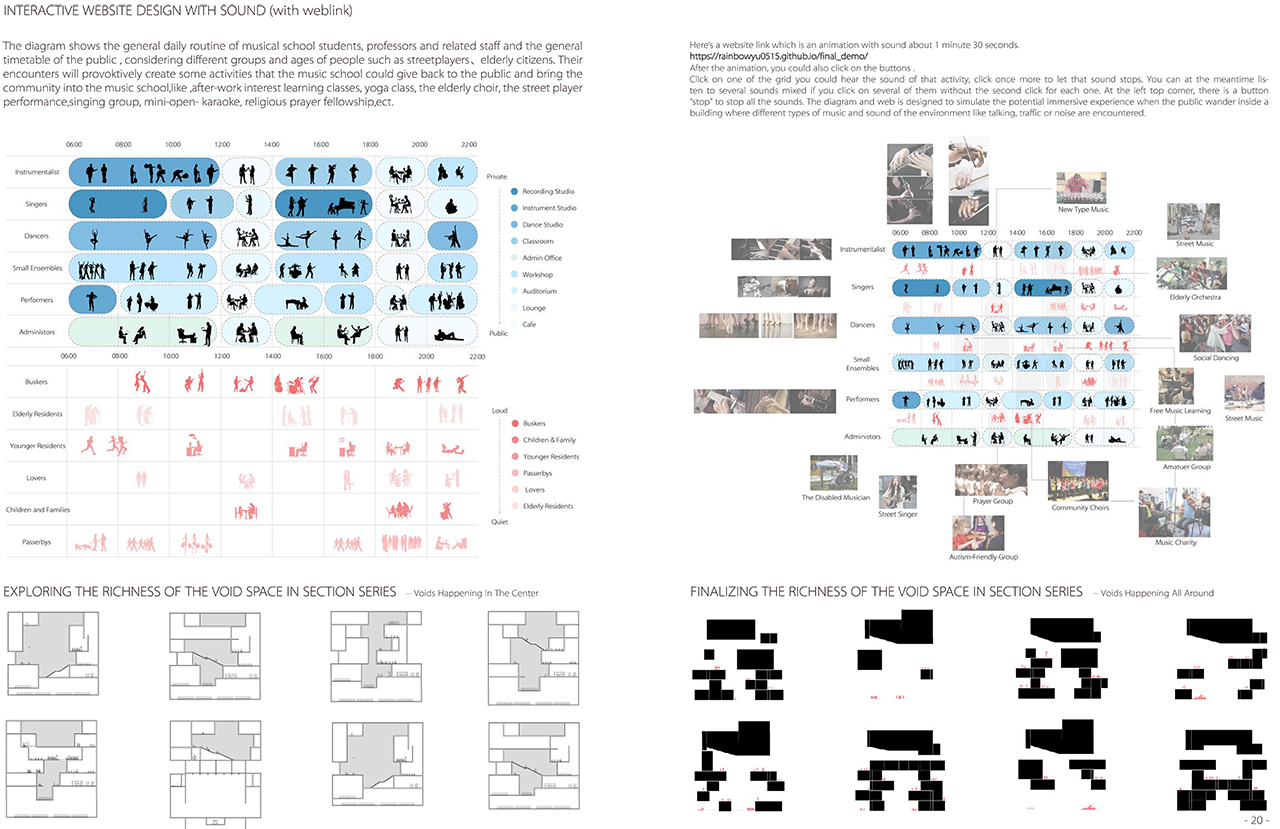 INTERACTIVE WEBSITE DESIGN WITH SOUND (with weblink)
The diagram shows the general daily routine of musical school students, professors and related staff and the general
timetable of the public , considering different groups and ages of people such as streetplayers、elderly citizens. Their
encounters will provoktively create some activities that the music school could give back to the public and bring the
community into the music school,like ,after-work interest learning classes, yoga class, the elderly choir, the street player
performance,singing group, mini-open- karaoke, religious prayer fellowship,ect.
06:00 08:00 10:00 12:00 14:00 16:00 18:00 20:00 22:00
Instrumentalist
Singers
Dancers
Small Ensembles
Performers
Administors
06:00 08:00 10:00 12:00 14:00 16:00 18:00 20:00 22:00
Buskers
Elderly Residents
Younger Residents
Lovers
Children and Families
Passerbys
Private
Recording Studio
Instrument Studio
Dance Studio
Classroom
Admin Office
Workshop
Auditorium
Lounge
Cafe
Public
Loud
Buskers
Children & Family
Younger Residents
Passerbys
Lovers
Elderly Residents
Quiet
Here's a website link which is an animation with sound about 1 minute 30 seconds.
https://rainbowyu0515.github.io/final_demo/
After the animation, you could also click on the buttons .
Click on one of the grid you could hear the sound of that activity, click once more to let that sound stops. You can at the meantime lis-
ten to several sounds mixed if you click on several of them without the second click for each one. At the left top corner, there is a button
"stop" to stop all the sounds. The diagram and web is designed to simulate the potential immersive experience when the public wander inside a
building where different types of music and sound of the environment like talking, traffic or noise are encountered.
New Type Music
Street Music
06:00 08:00 10:00 12:00 14:00 16:00 18:00 20:00 22:00
Instrumentalist
Singers
Dancers
Small
Ensembles
Performers
Administors
Elderly Orchestra
Social Dancing
Free Music Learning
Street Music
Amatuer Group
The Disabled Musician
Street Singer
Prayer Group
Community Choirs
Music Charity
Autism-Friendly Group
EXPLORING THE RICHNESS OF THE VOID SPACE IN SECTION SERIES -- Voids Happening In The Center
FINALIZING THE RICHNESS OF THE VOID SPACE IN SECTION SERIES -- Voids Happening All Around
- 20 -